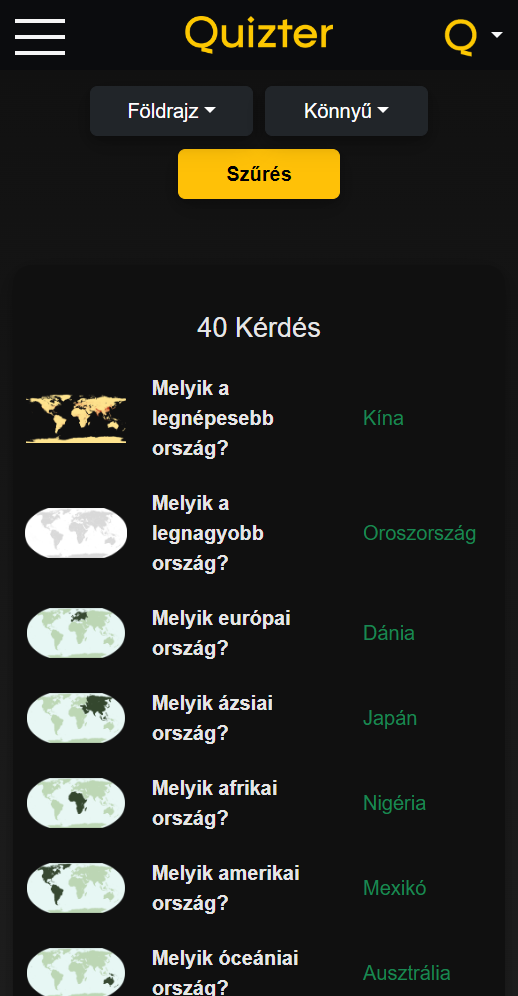 Quizter
Q
Földrajz
Könnyű
Szűrés
40 Kérdés
Melyik a
legnépesebb
ország?
Kína
Melyik a
legnagyobb
ország?
Oroszország
Melyik európai
ország?
Dánia
Melyik ázsiai
ország?
Japán
Melyik afrikai
ország?
Nigéria
Melyik amerikai
ország?
Mexikó
Melyik óceániai
ország?
Ausztrália